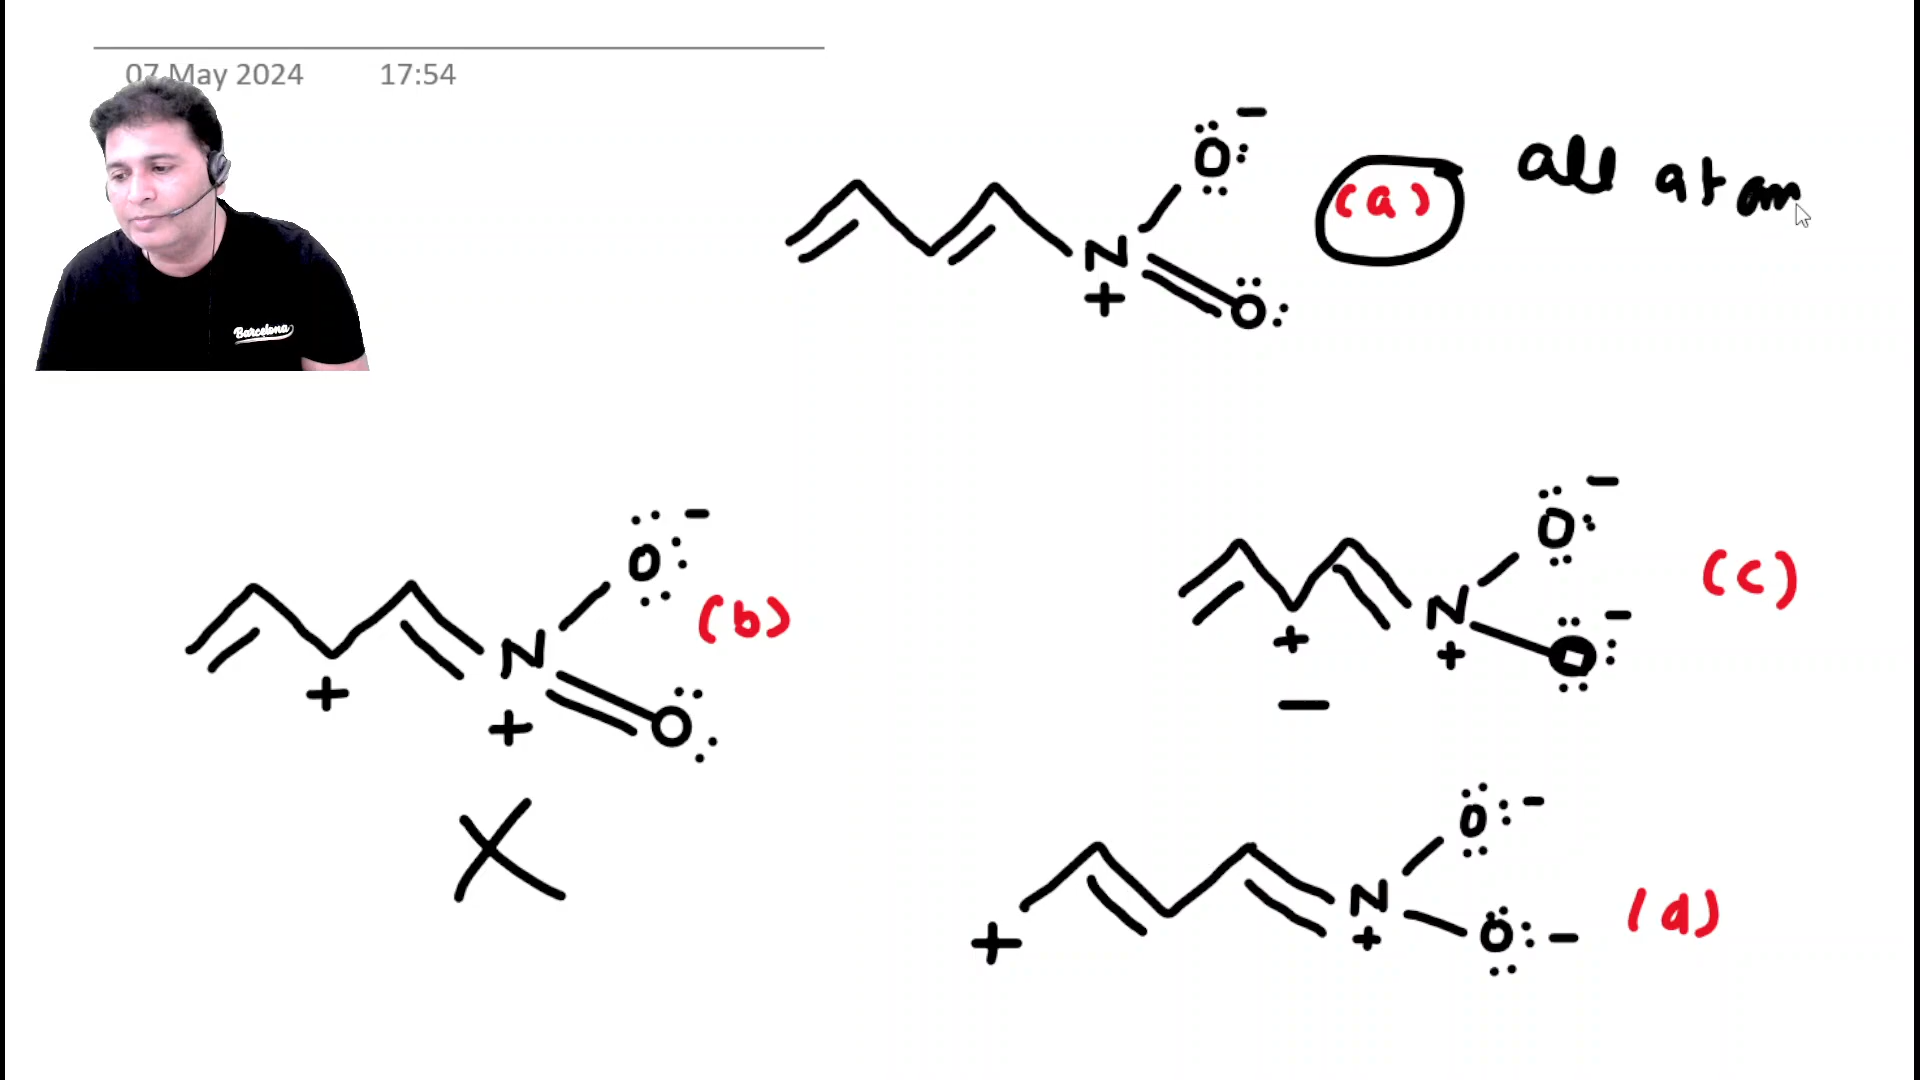 07 May 2024 17:54
Barcelona
O −
(a)
all atom
N
+
O
O −
(b)
N
+
+
O
O −
(c)
N
+
+
O −
−
X
O −
N
+
+
O −
(d)